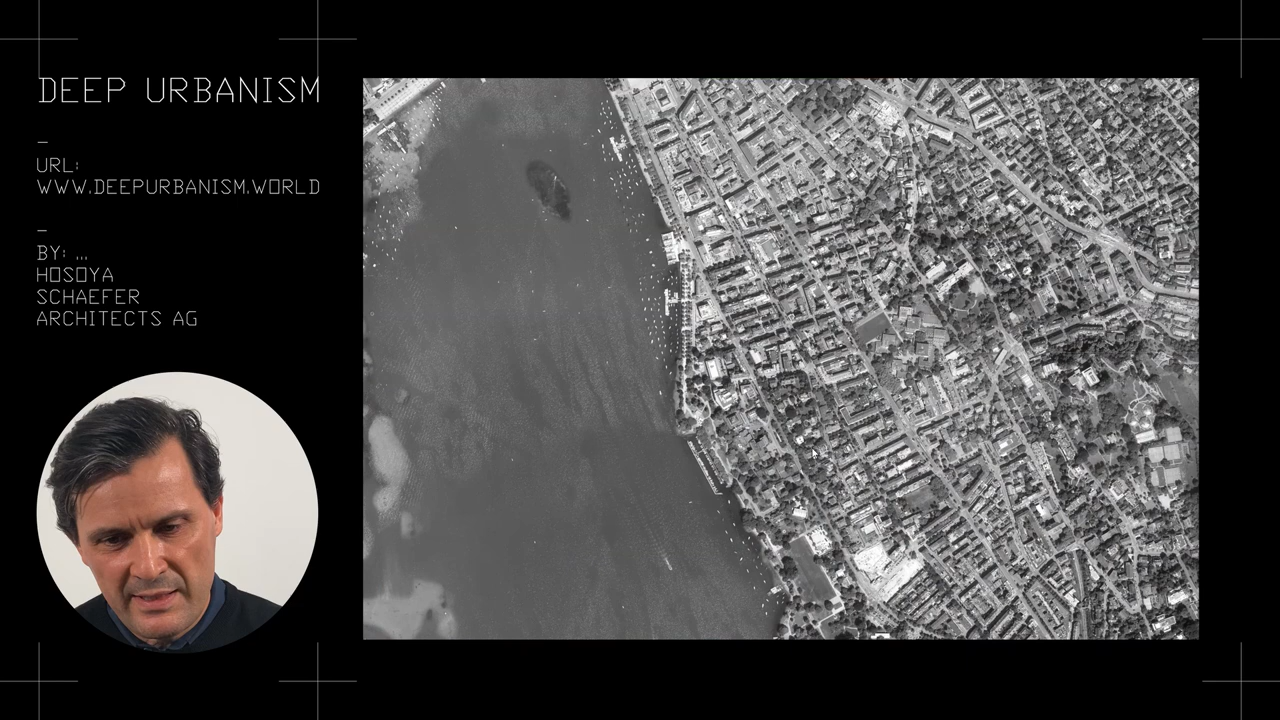 DEEP URBANISM
–
URL:
WWW.DEEPURBANISM.WORLD
–
BY: ...
HOSOYA
SCHAEFER
ARCHITECTS AG